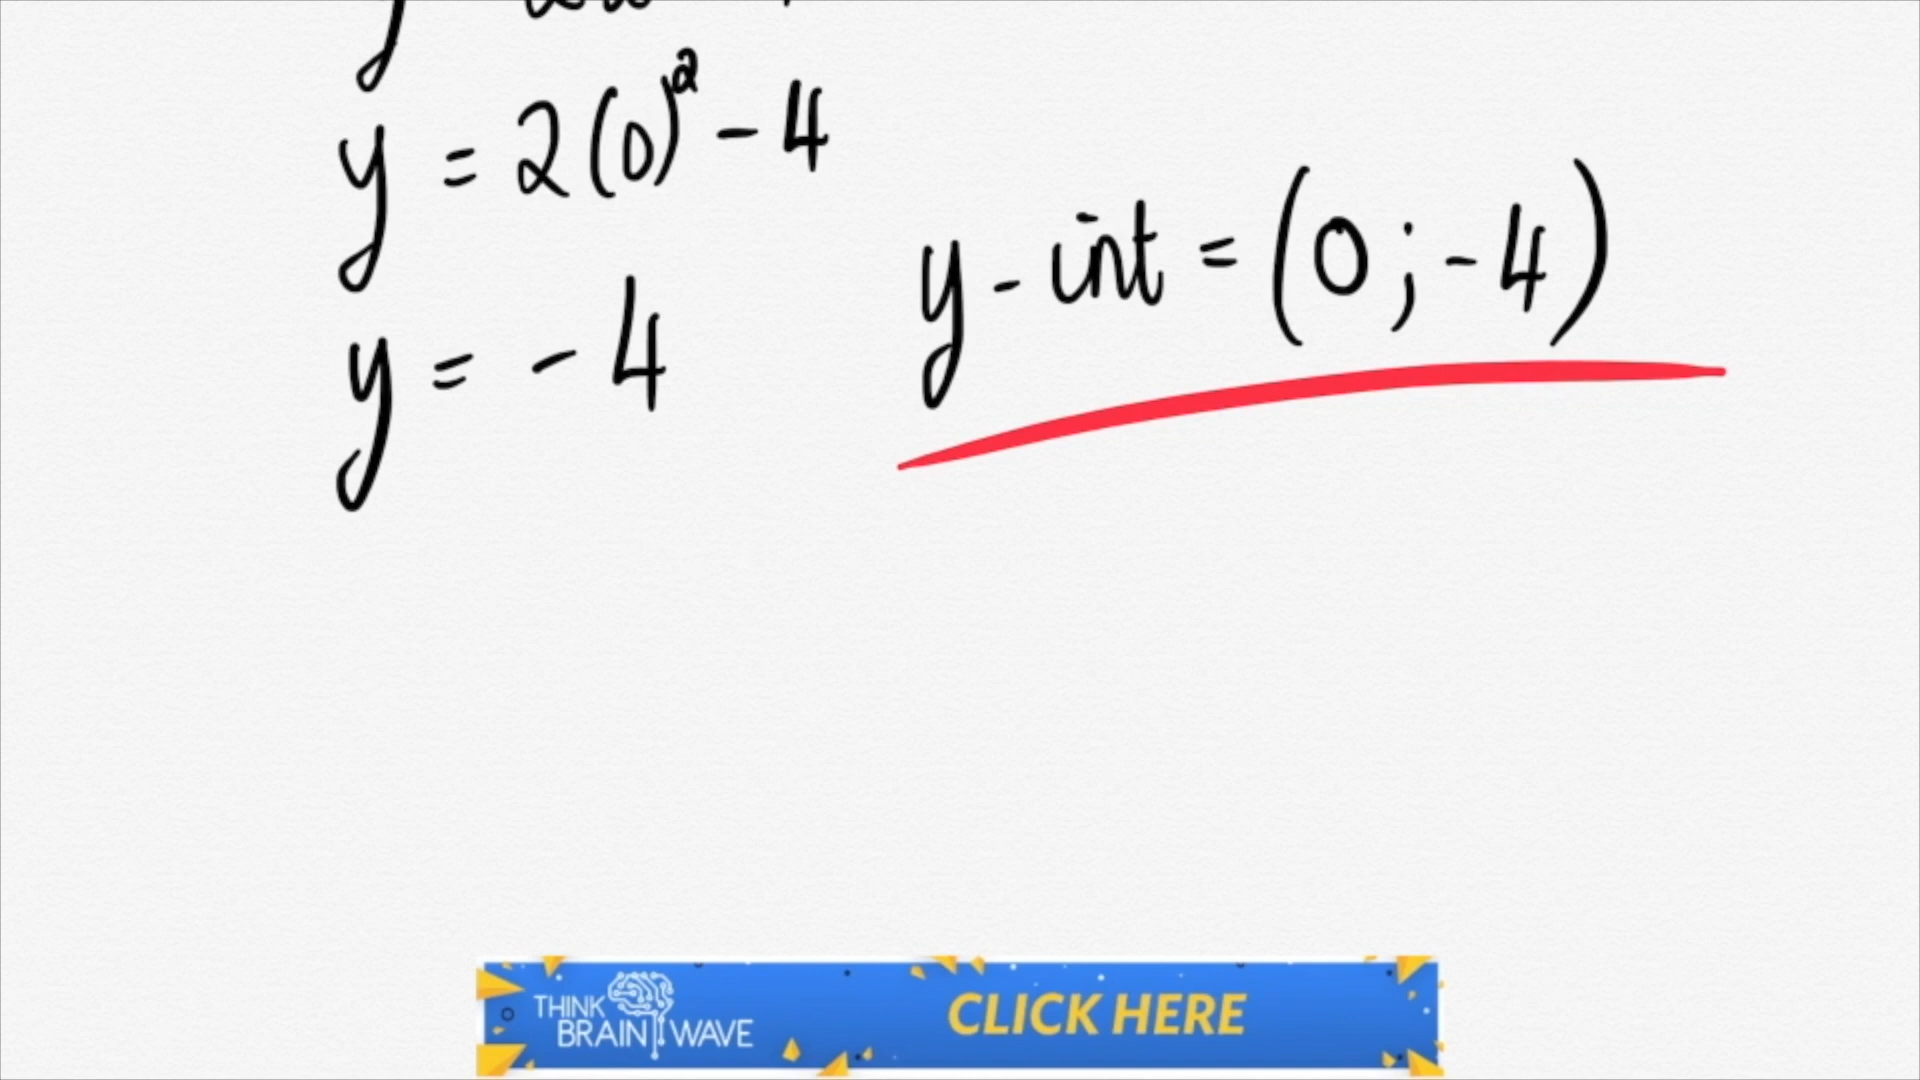 y = 2(0)² - 4
y - int = (0 ; - 4)
y = - 4
THINK
BRAIN WAVE
CLICK HERE